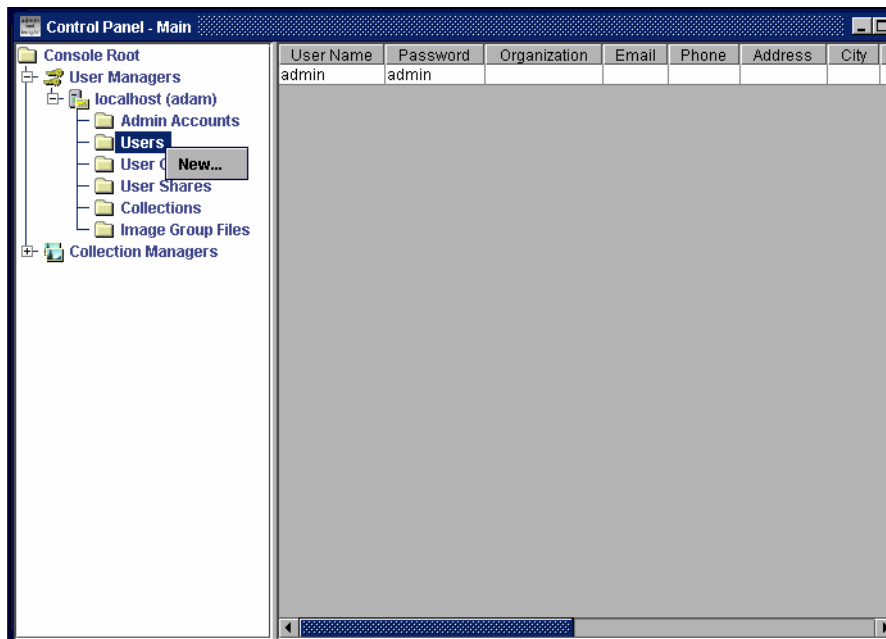 Control Panel - Main
Console Root
User Managers
localhost (adam)
Admin Accounts
Users
New...
User
User Shares
Collections
Image Group Files
Collection Managers
User Name Password Organization Email Phone Address City
admin admin